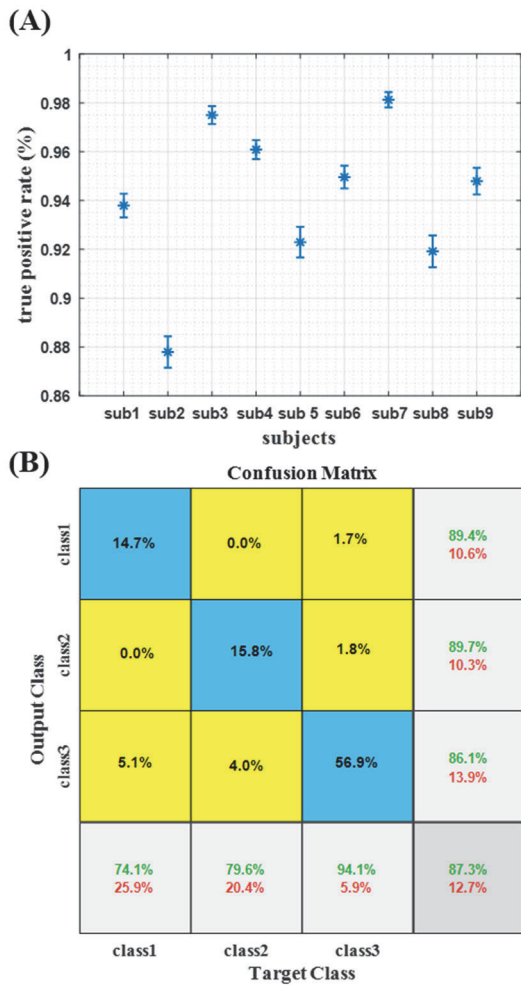 (A)
true positive rate (%)
1
0.98
0.96
0.94
0.92
0.9
0.88
0.86
sub1 sub2 sub3 sub4 sub 5 sub6 sub7 sub8 sub9
subjects
(B)
Confusion Matrix
Output Class
class1
14.7% 0.0% 1.7% 89.4%
10.6%
class2
0.0% 15.8% 1.8% 89.7%
10.3%
class3
5.1% 4.0% 56.9% 86.1%
13.9%
74.1% 79.6% 94.1% 87.3%
25.9% 20.4% 5.9% 12.7%
class1 class2 class3
Target Class